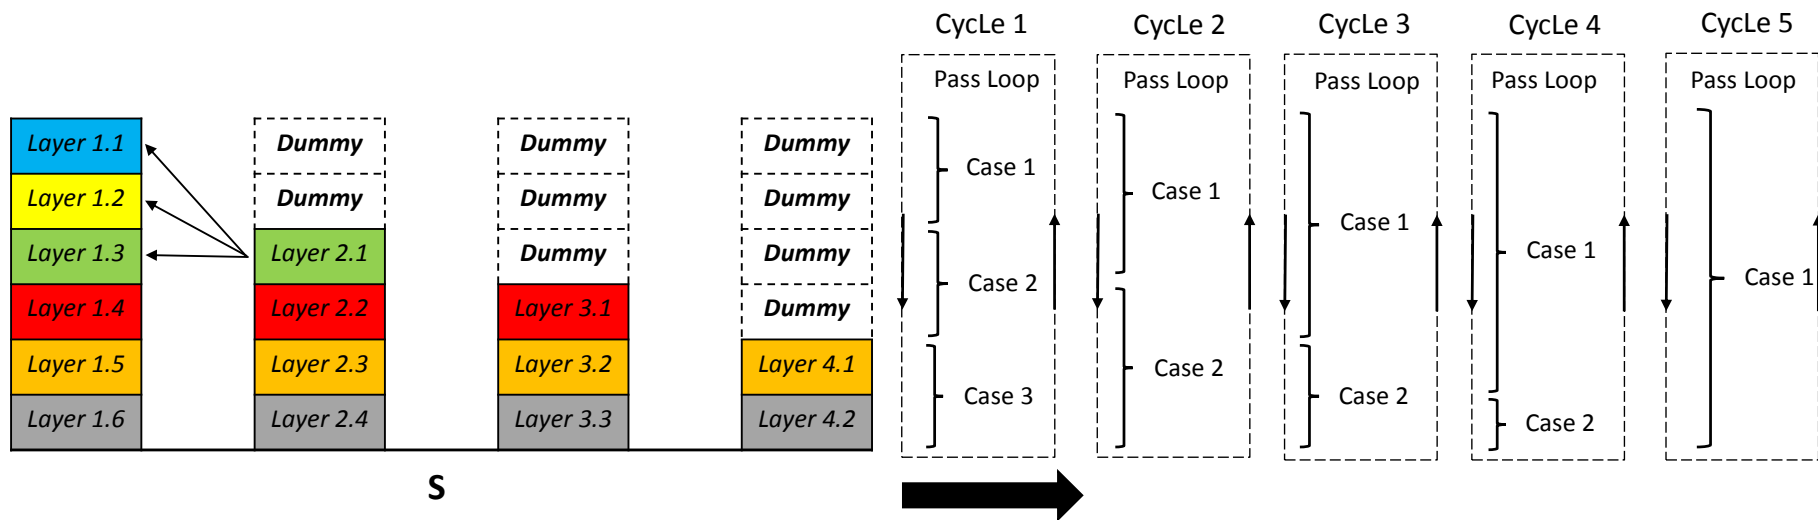 CycLe 1
CycLe 2
CycLe 3
CycLe 4
CycLe 5
Pass Loop
Pass Loop
Pass Loop
Pass Loop
Pass Loop
Layer 1.1
Dummy
Dummy
Dummy
Layer 1.2
Dummy
Dummy
Dummy
Layer 1.3
Layer 2.1
Dummy
Dummy
Layer 1.4
Layer 2.2
Layer 3.1
Dummy
Layer 1.5
Layer 2.3
Layer 3.2
Layer 4.1
Layer 1.6
Layer 2.4
Layer 3.3
Layer 4.2
S
Case 1
Case 2
Case 3
Case 1
Case 2
Case 1
Case 2
Case 1
Case 2
Case 1